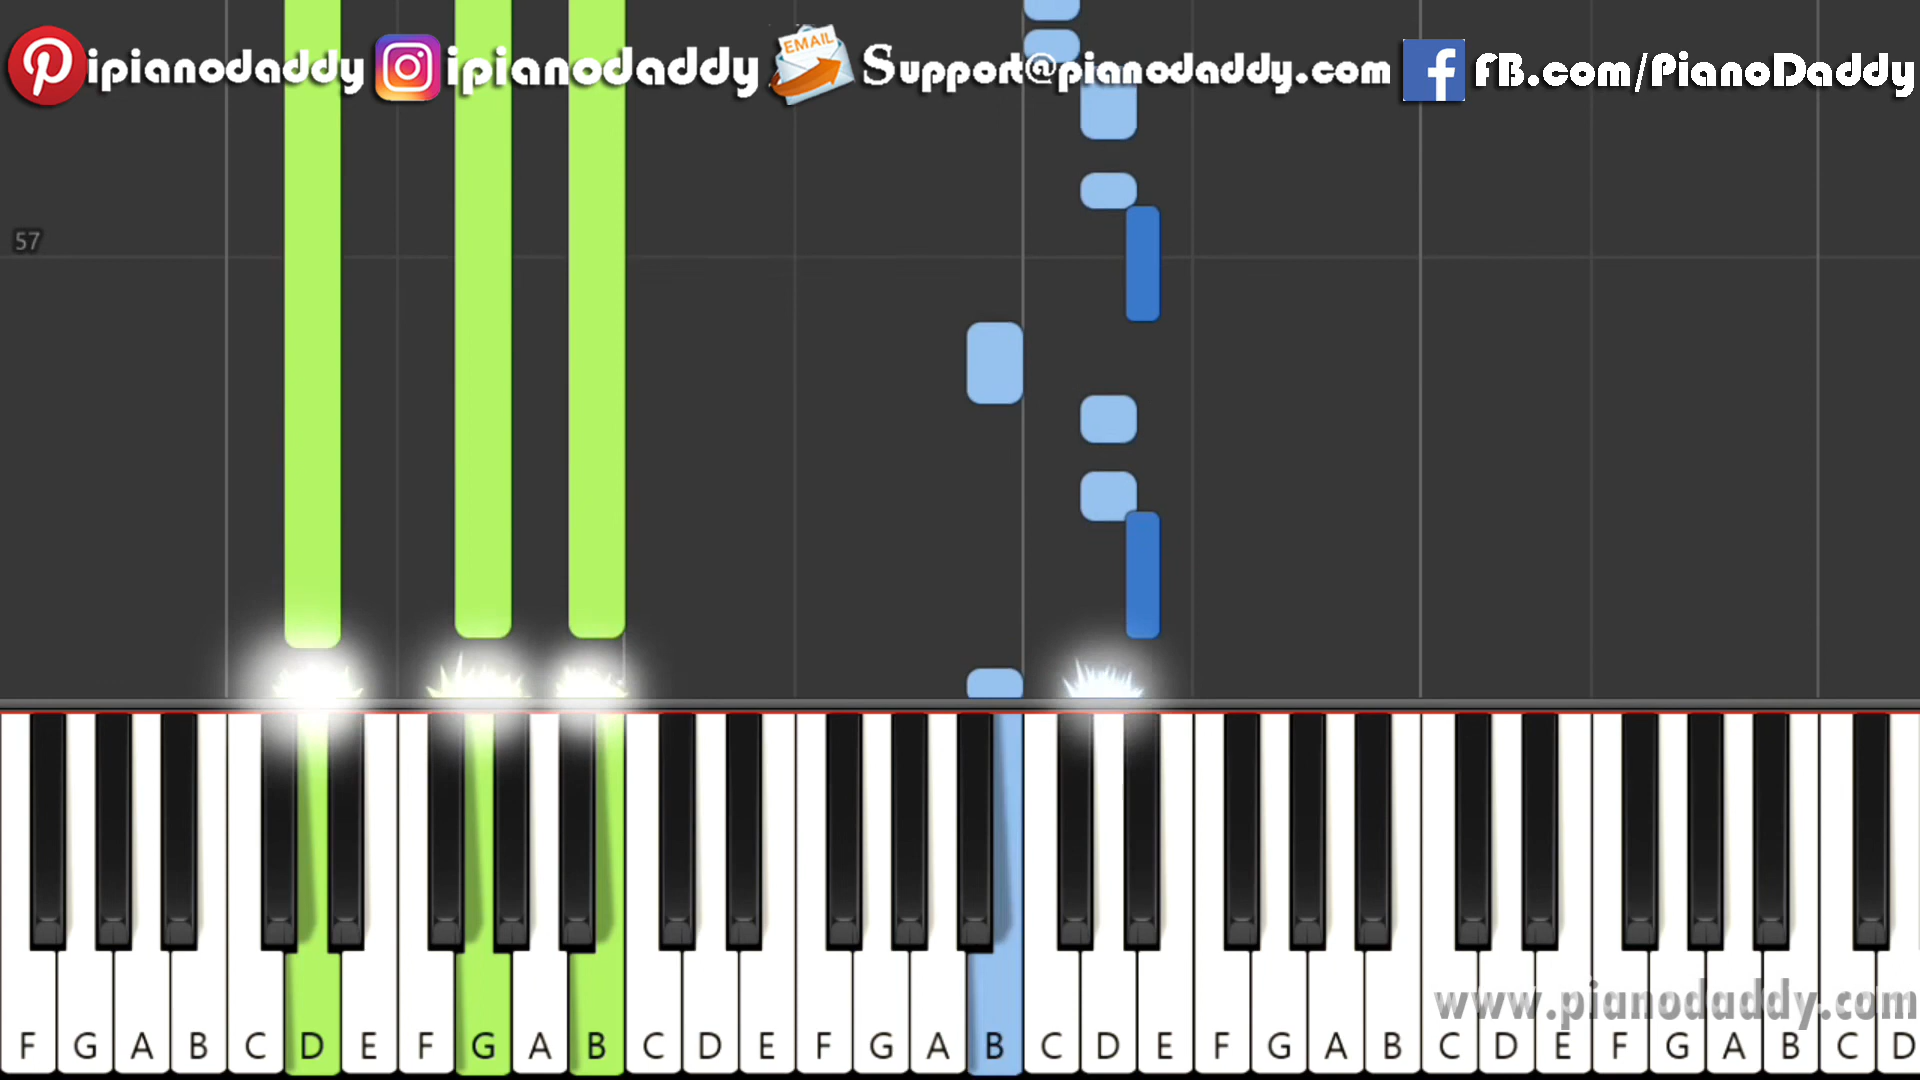 ipianodaddy ipianodaddy EMAIL Support@pianodaddy.com f FB.com/PianoDaddy
57
www.pianodaddy.com
F G A B C D E F G A B C D E F G A B C D E F G A B C D E F G A B C D